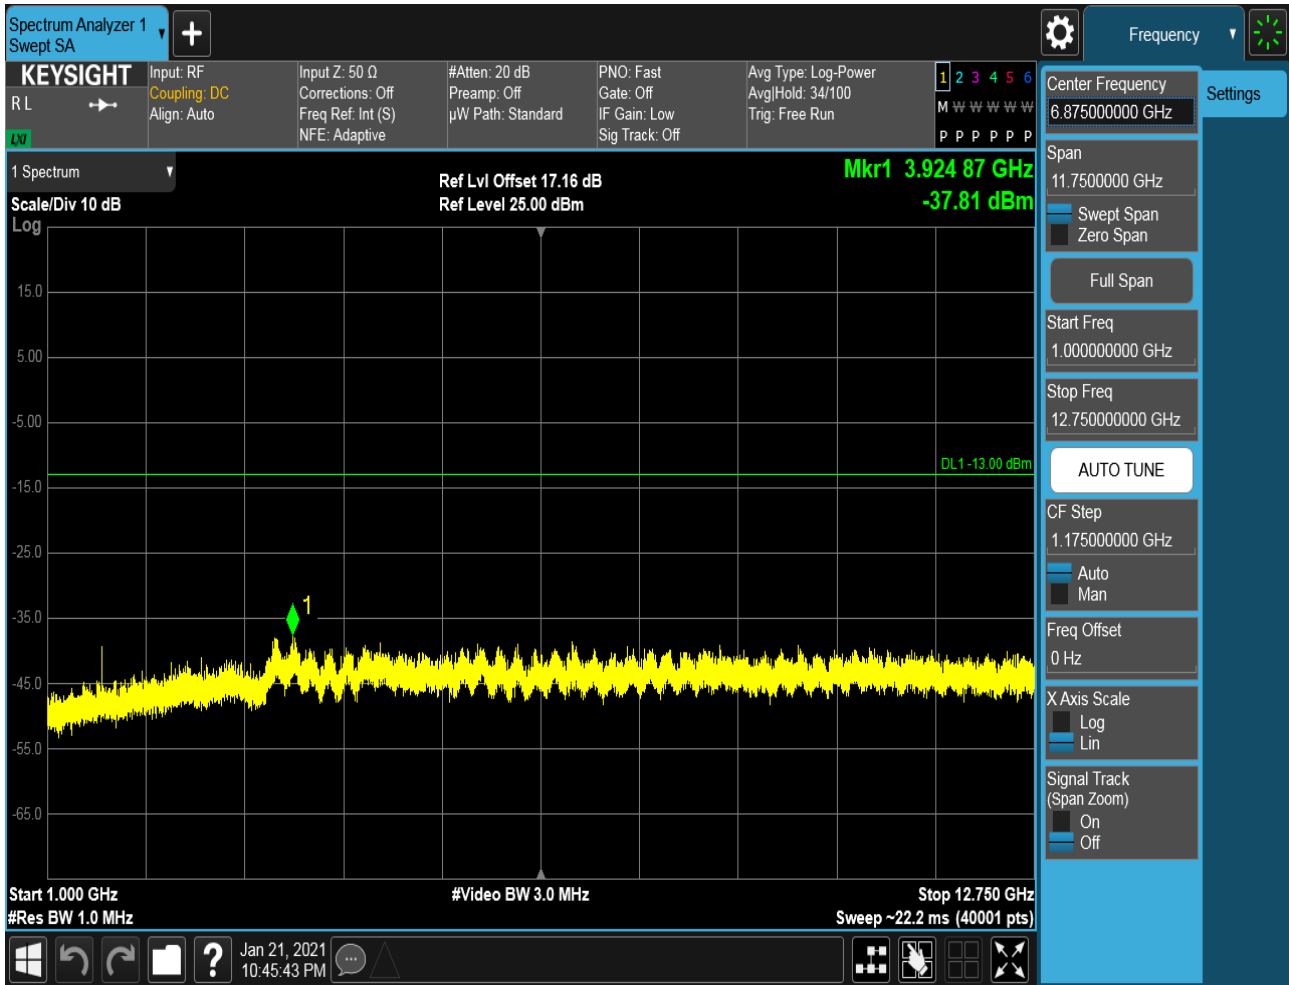 Spectrum Analyzer 1
Swept SA
Frequency
KEYSIGHT
R L
LXI
Input: RF
Coupling: DC
Align: Auto
Input Z: 50 Ω
Corrections: Off
Freq Ref: Int (S)
NFE: Adaptive
#Atten: 20 dB
Preamp: Off
µW Path: Standard
PNO: Fast
Gate: Off
IF Gain: Low
Sig Track: Off
Avg Type: Log-Power
Avg|Hold: 34/100
Trig: Free Run
1 2 3 4 5 6
M W W W W W
P P P P P P
1 Spectrum
Scale/Div 10 dB
Log
Ref Lvl Offset 17.16 dB
Ref Level 25.00 dBm
Mkr1 3.924 87 GHz
-37.81 dBm
15.0
5.00
-5.00
-15.0
-25.0
-35.0
-45.0
-55.0
-65.0
DL1 -13.00 dBm
1
Start 1.000 GHz
#Res BW 1.0 MHz
#Video BW 3.0 MHz
Stop 12.750 GHz
Sweep ~22.2 ms (40001 pts)
Jan 21, 2021
10:45:43 PM
Center Frequency
6.875000000 GHz
Settings
Span
11.7500000 GHz
Swept Span
Zero Span
Full Span
Start Freq
1.000000000 GHz
Stop Freq
12.750000000 GHz
AUTO TUNE
CF Step
1.175000000 GHz
Auto
Man
Freq Offset
0 Hz
X Axis Scale
Log
Lin
Signal Track
(Span Zoom)
On
Off